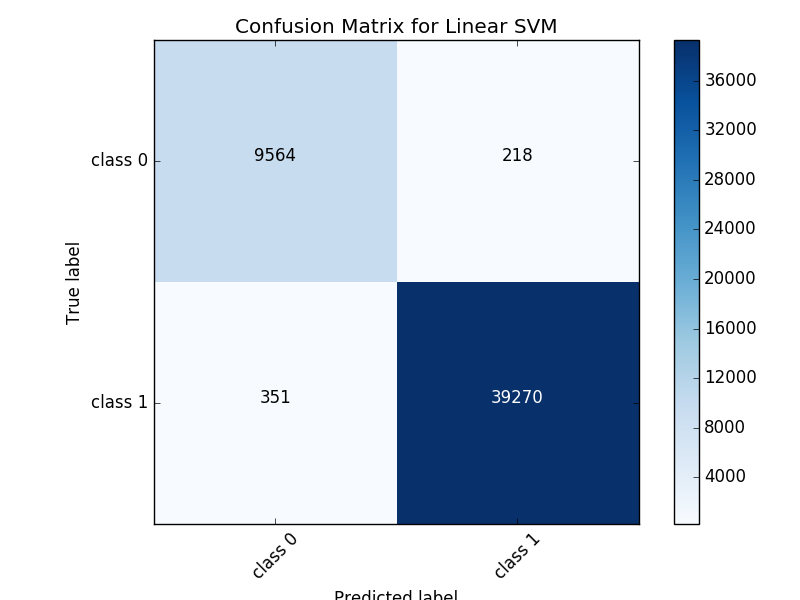 Confusion Matrix for Linear SVM
True label
class 0
9564
218
class 1
351
39270
class 0
class 1
Predicted label
36000
32000
28000
24000
20000
16000
12000
8000
4000